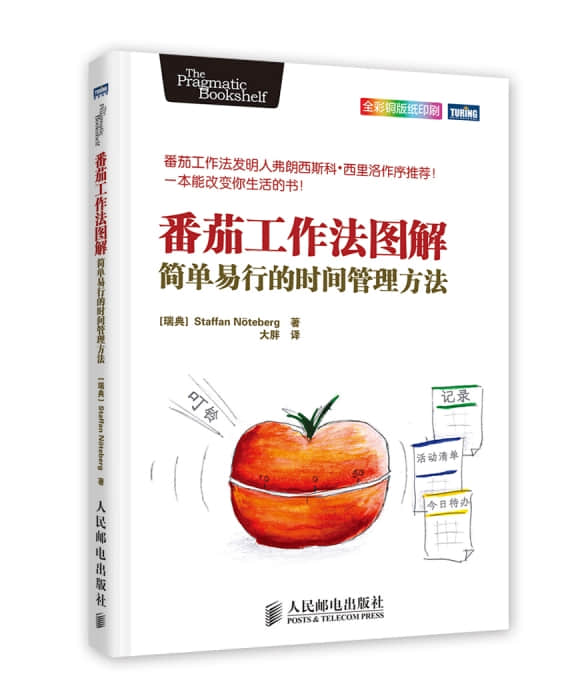 The
Pragmatic
Bookshelf
全彩铜版纸印刷
TURING
番茄工作法发明人弗朗西斯科•西里洛作序推荐！
一本能改变你生活的书！
番茄工作法图解
简单易行的时间管理方法
[瑞典] Staffan Nöteberg 著
大胖 译
叮铃
记录
活动清单
今日待办
人民邮电出版社
POSTS & TELECOM PRESS
TURING
The Pragmatic Bookshelf
番茄工作法图解
简单易行的时间管理方法
[瑞典] Staffan Nöteberg 著
人民邮电出版社